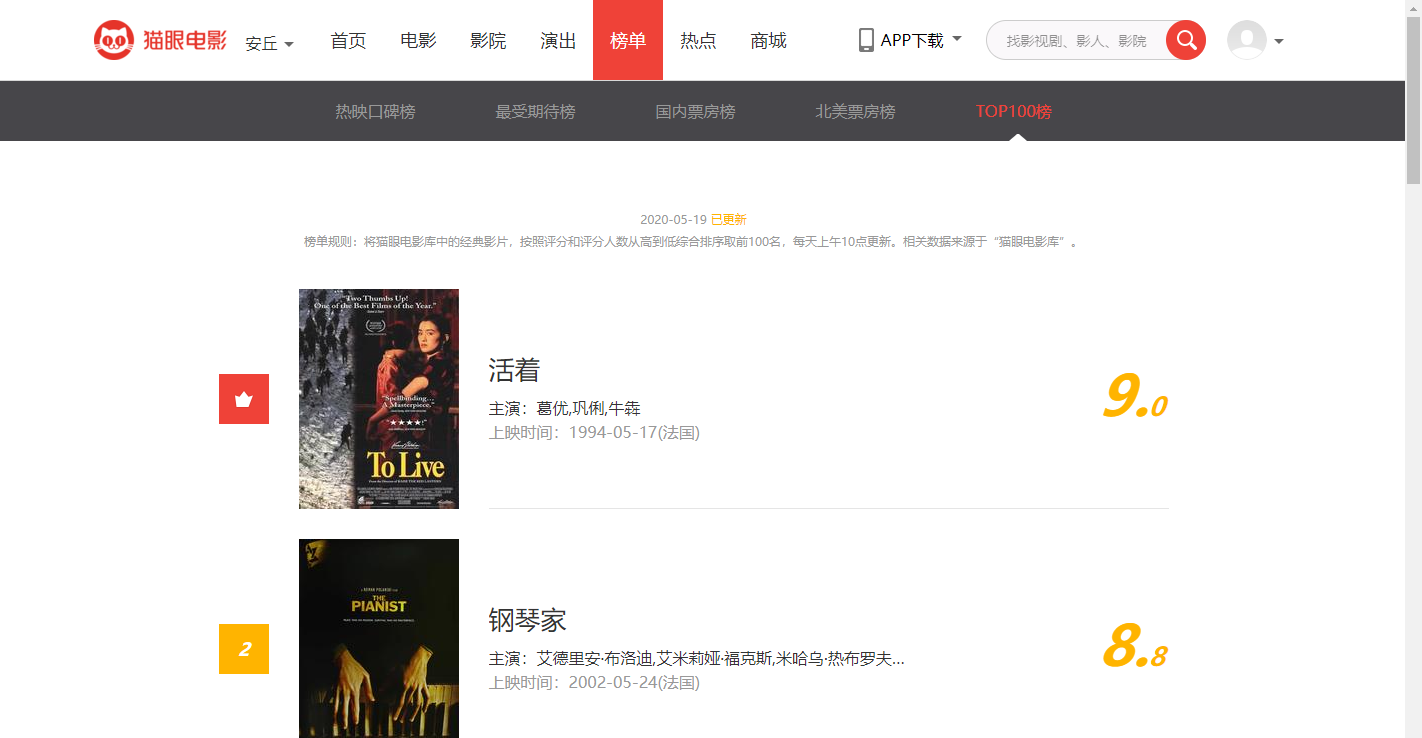 猫眼电影 安丘 首页 电影 影院 演出 榜单 热点 商城 APP下载 找影视剧、影人、影院
热映口碑榜 最受期待榜 国内票房榜 北美票房榜 TOP100榜
2020-05-19 已更新
榜单规则：将猫眼电影库中的经典影片，按照评分和评分人数从高到低综合排序取前100名，每天上午10点更新。相关数据来源于“猫眼电影库”。
"Two Thumbs Up!
One of the Best Films of the Year."
"Spellbinding...
A Masterpiece."
"★★★★!"
To Live
活着
主演：葛优,巩俐,牛犇
上映时间：1994-05-17(法国)
9.0
2
THE
PIANIST
钢琴家
主演：艾德里安·布洛迪,艾米莉娅·福克斯,米哈乌·热布罗夫...
上映时间：2002-05-24(法国)
8.8